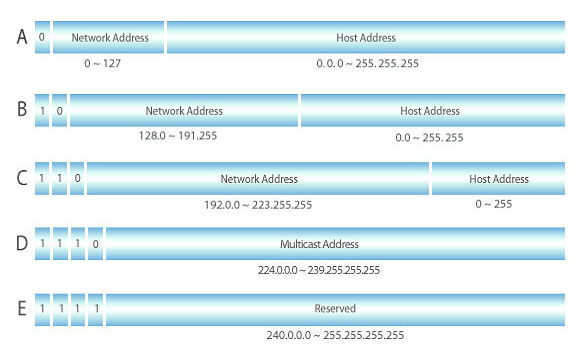 A 0 Network Address Host Address
0 ~ 127 0. 0. 0 ~ 255. 255. 255
B 1 0 Network Address Host Address
128.0 ~ 191.255 0.0 ~ 255. 255
C 1 1 0 Network Address Host Address
192.0.0 ~ 223.255.255 0 ~ 255
D 1 1 1 0 Multicast Address
224.0.0.0 ~ 239.255.255.255
E 1 1 1 1 Reserved
240.0.0.0 ~ 255.255.255.255